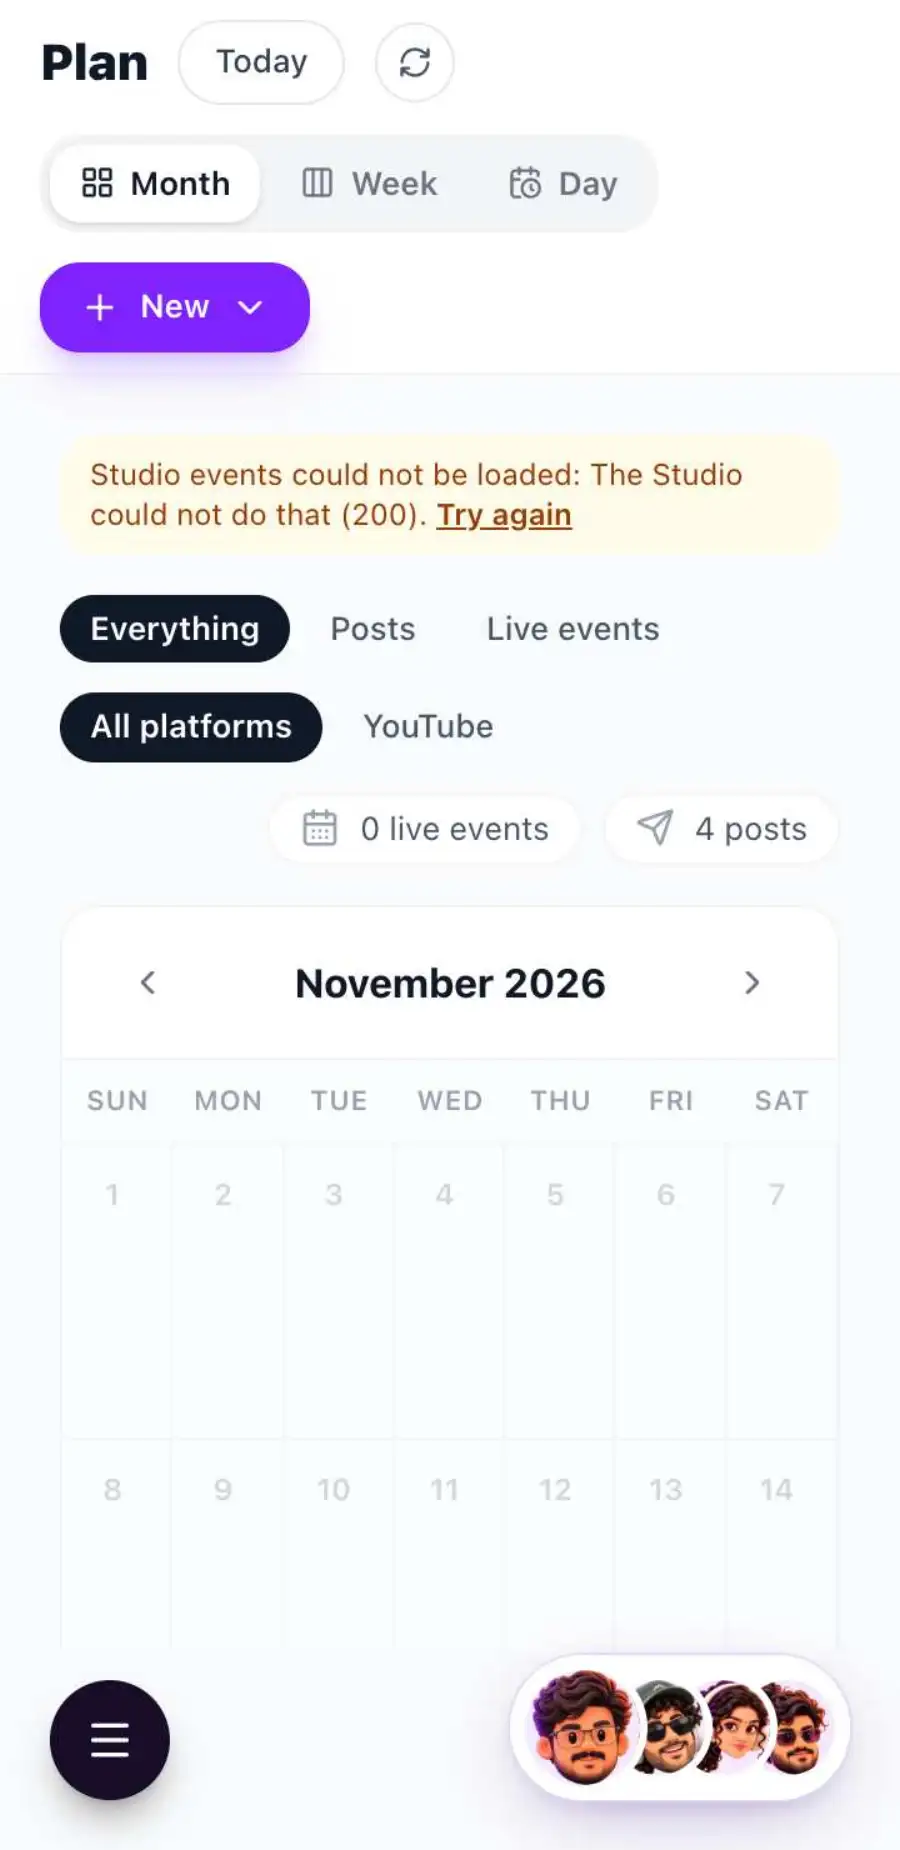 Plan Today
Month Week Day
+ New
Studio events could not be loaded: The Studio
could not do that (200). Try again
Everything Posts Live events
All platforms YouTube
0 live events 4 posts
November 2026
SUN MON TUE WED THU FRI SAT
1 2 3 4 5 6 7
8 9 10 11 12 13 14